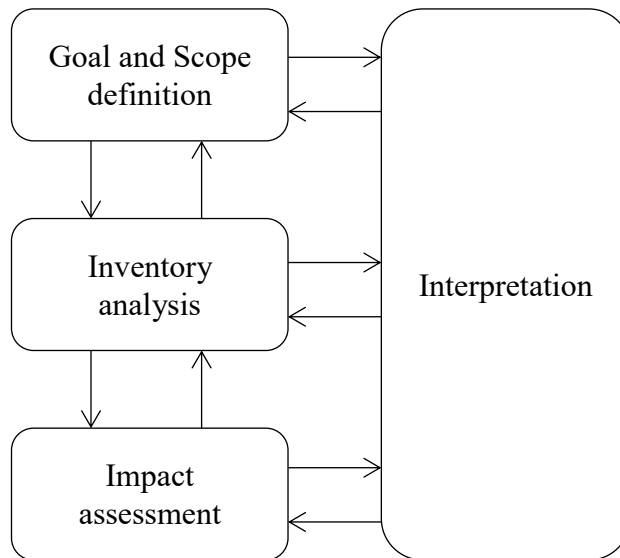 Goal and Scope
definition
Inventory
analysis
Interpretation
Impact
assessment